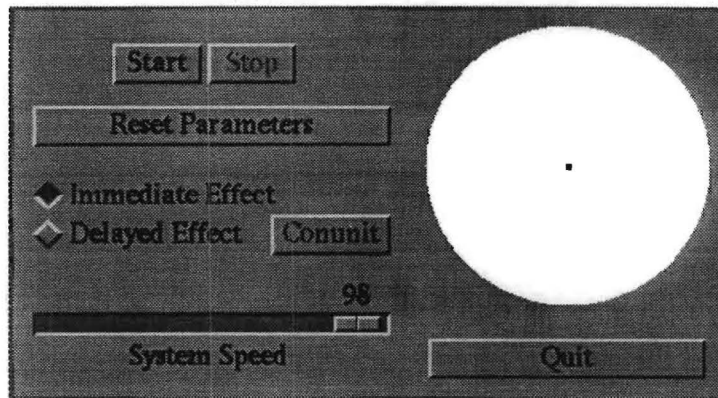 Start Stop
Reset Parameters
Immediate Effect
Delayed Effect Conunit
98
System Speed
Quit